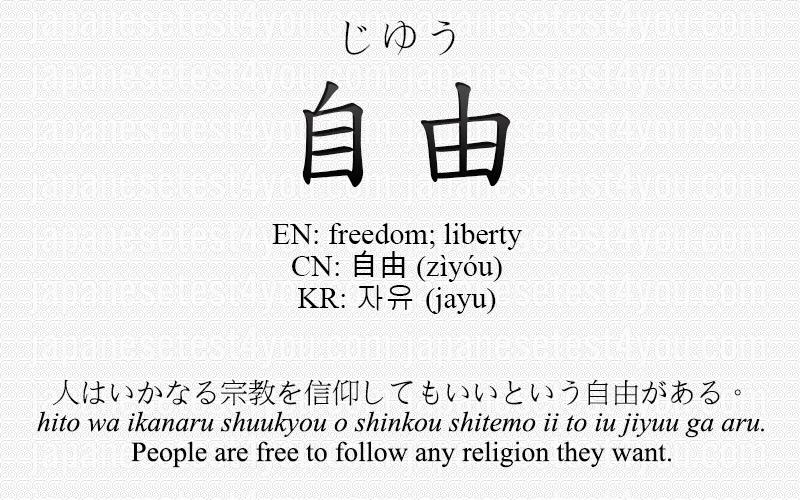 じゆう
自由
EN: freedom; liberty
CN: 自由 (zìyóu)
KR: 자유 (jayu)
人はいかなる宗教を信仰してもいいという自由がある。
hito wa ikanaru shuukyou o shinkou shitemo ii to iu jiyuu ga aru.
People are free to follow any religion they want.